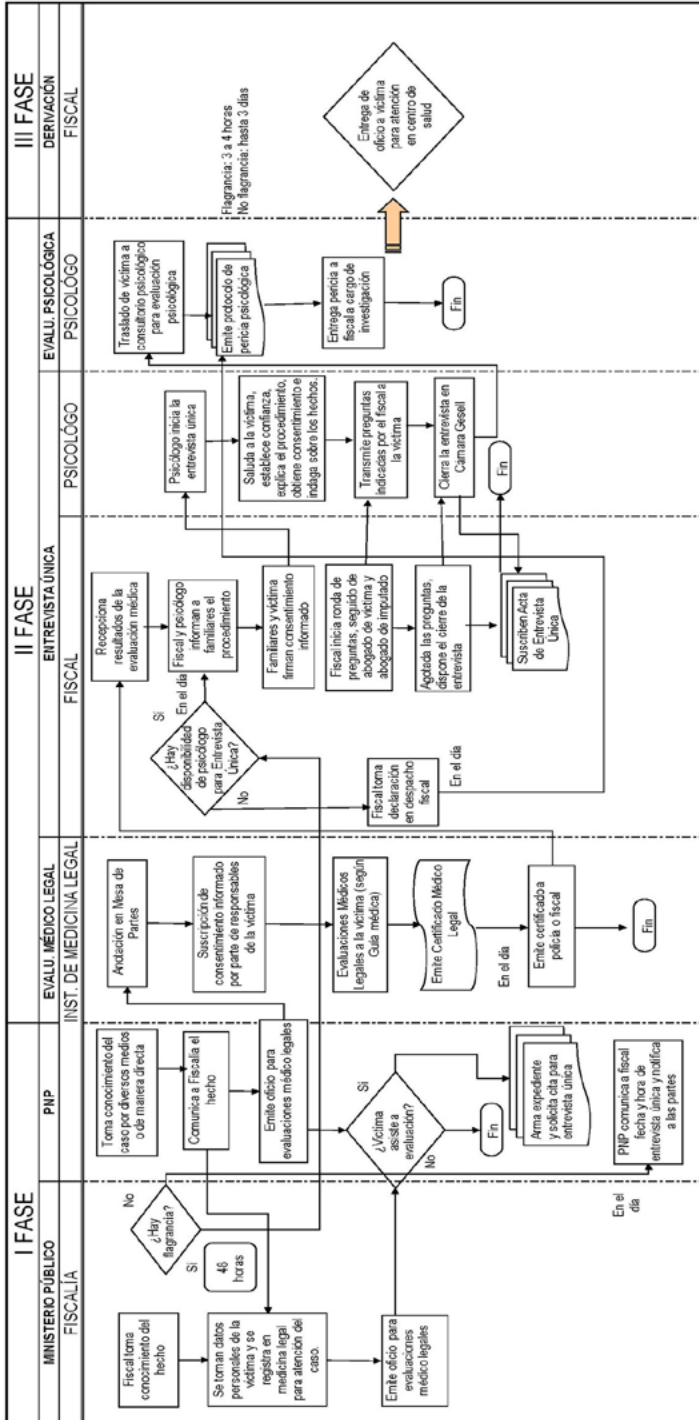 I FASE
II FASE
III FASE
MINISTERIO PÚBLICO
PNP
EVALU. MÉDICO LEGAL
ENTREVISTA ÚNICA
EVALU. PSICOLÓGICA
DERIVACIÓN
FISCALÍA
INST. DE MEDICINA LEGAL
FISCAL
PSICOLÓGO
PSICOLÓGO
FISCAL
Fiscal toma
conocimiento del
hecho
Se toman datos
personales de la
víctima y se
registra en
medicina legal
para atención del
caso.
Emite oficio para
evaluaciones
médico legales
¿Hay
flagrancia?
No
Si
48
horas
Toma conocimiento del
caso por diversos medios
o de manera directa
Comunica a Fiscalía el
hecho
Emite oficio para
evaluaciones médico legales
¿Víctima
asiste a
evaluación?
Si
No
Fin
Arma expediente
y solicita cita para
entrevista única
En el
día
PNP comunica a fiscal
fecha y hora de
entrevista única y notifica
a las partes
Anotación en Mesa de
Partes
Suscripción de
consentimiento informado
por parte de responsables
de la víctima
Evaluaciones Médicos
Legales a la víctima (según
Guía médica)
Emite Certificado Médico
Legal
En el día
Emite certificado a
policía o fiscal
Fin
Recepciona
resultados de la
evaluación médica
¿Hay
disponibilidad
de psicólogo
para Entrevista
Única?
Sí
En el día
No
Fiscal y psicólogo
informan a
familiares el
procedimiento
Familiares y víctima
firman consentimiento
informado
Fiscal toma
declaración
en despacho
fiscal
En el día
Fiscal inicia ronda de
preguntas, seguido de
abogado de víctima y
abogado de imputado
Agotada las preguntas,
dispone el cierre de la
entrevista
Suscriben Acta
de Entrevista
Única
Psicólogo inicia la
entrevista única
Saluda a la víctima,
establece confianza,
explica el procedimiento,
obtiene consentimiento e
indaga sobre los hechos.
Transmite preguntas
indicadas por el fiscal a
la víctima
Cierra la entrevista en
Cámara Gesell
Fin
Traslado de víctima a
consultorio psicológico
para evaluación
psicológica
Emite protocolo de
pericia psicológica
Entrega pericia a
fiscal a cargo de
investigación
Fin
Flagrancia: 3 a 4 horas
No flagrancia: hasta 3 días
Entrega de
oficio a víctima
para atención
en centro de
salud